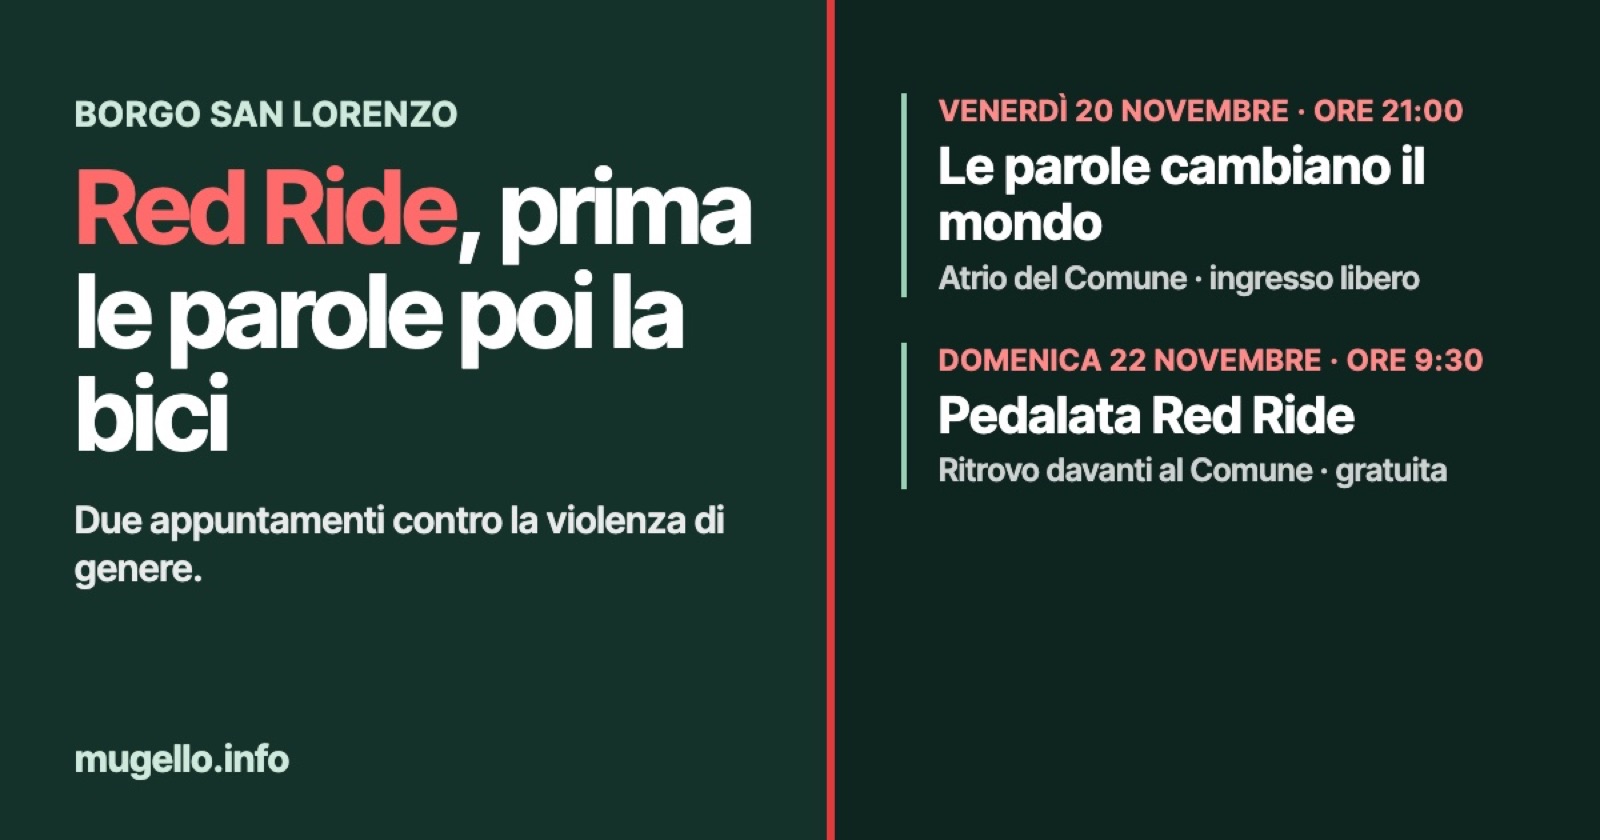 BORGO SAN LORENZO
Red Ride, prima
le parole poi la
bici
Due appuntamenti contro la violenza di
genere.
mugello.info
VENERDÌ 20 NOVEMBRE · ORE 21:00
Le parole cambiano il
mondo
Atrio del Comune · ingresso libero
DOMENICA 22 NOVEMBRE · ORE 9:30
Pedalata Red Ride
Ritrovo davanti al Comune · gratuita